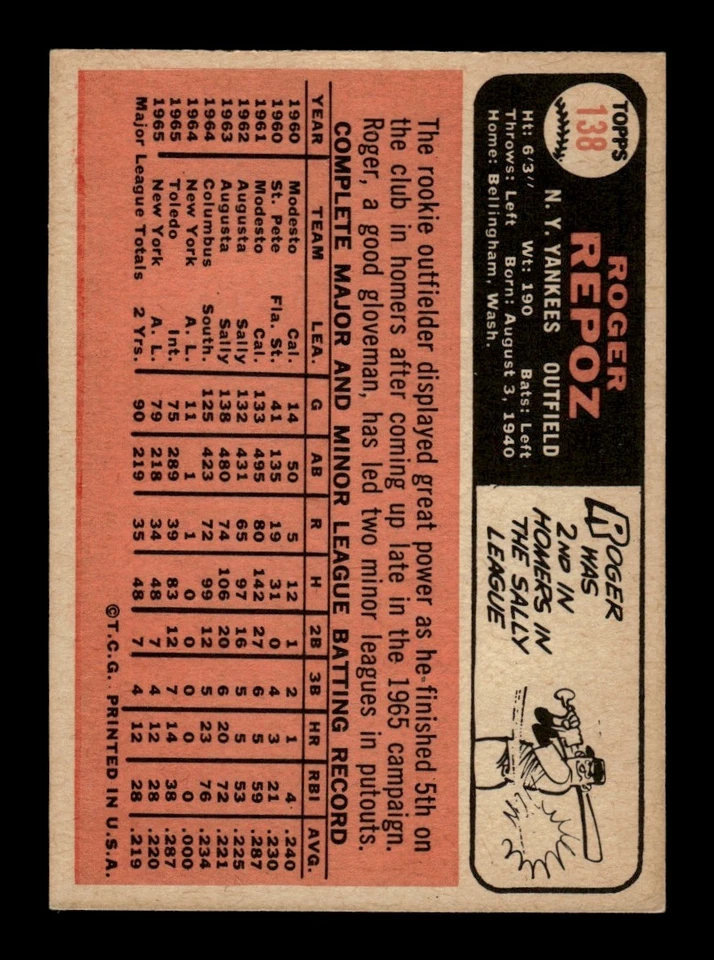 TOPPS
138
ROGER
REPOZ
N. Y. YANKEES OUTFIELD
Ht: 6'3" Wt: 190 Bats: Left
Throws: Left Born: August 3, 1940
Home: Bellingham, Wash.
ROGER
WAS
2ND IN
HOMERS IN
THE SALLY
LEAGUE
The rookie outfielder displayed great power as he finished 5th on
the club in homers after coming up late in the 1965 campaign.
Roger, a good gloveman, has led two minor leagues in putouts.
COMPLETE MAJOR AND MINOR LEAGUE BATTING RECORD
YEAR TEAM LEA. G AB R H 2B 3B HR RBI AVG.
1960 Modesto Cal. 14 50 5 12 1 2 1 4 .240
1960 St. Pete Fla. St. 41 135 19 31 0 4 3 21 .230
1961 Modesto Cal. 133 495 80 142 27 6 5 59 .287
1962 Augusta Sally 132 431 65 97 16 5 5 53 .225
1963 Augusta Sally 138 480 74 106 20 6 20 72 .221
1964 Columbus South. 125 423 72 99 12 5 23 76 .234
1964 New York A. L. 11 1 1 0 0 0 0 0 .000
1965 Toledo Int. 75 289 39 83 12 7 14 38 .287
1965 New York A. L. 79 218 34 48 7 4 12 28 .220
Major League Totals 2 Yrs. 90 219 35 48 7 4 12 28 .219
©T.C.G. PRINTED IN U.S.A.